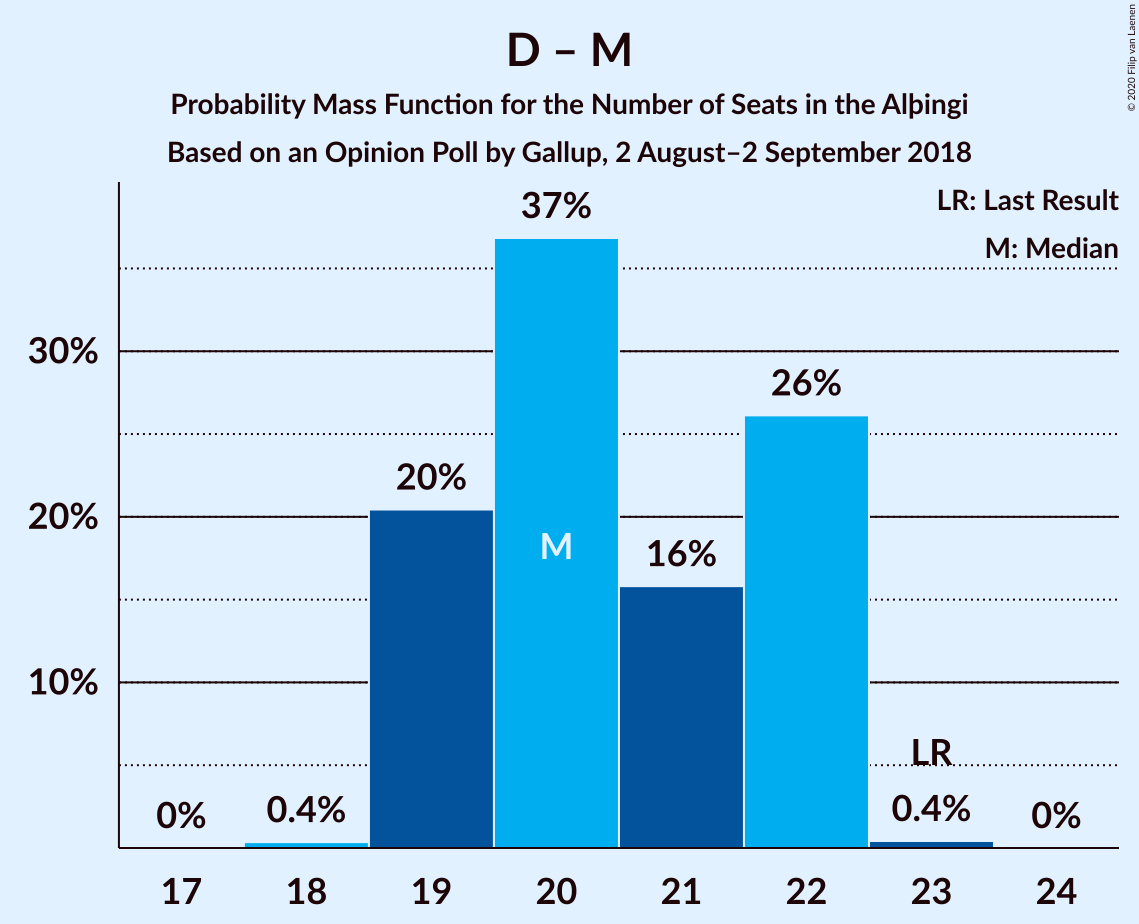 D – M
Probability Mass Function for the Number of Seats in the Alþingi
Based on an Opinion Poll by Gallup, 2 August–2 September 2018
© 2020 Filip van Laenen
LR: Last Result
M: Median
37%
30%
26%
20%
20%
M
16%
10%
LR
0%
0.4%
0.4%
0%
17 18 19 20 21 22 23 24